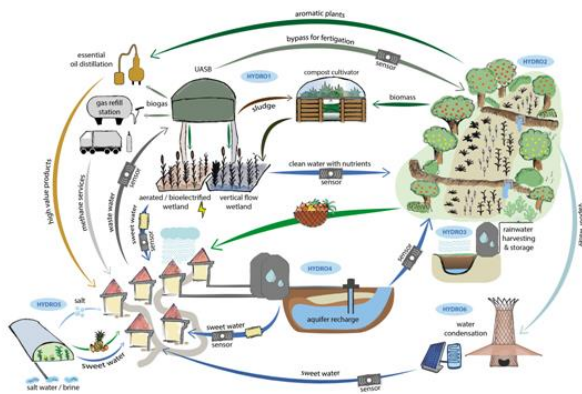 aromatic plants
bypass for fertigation
sensor
essential
oil distillation
UASB
HYDRO1
compost cultivator
HYDRO2
biogas
gas refill
station
sludge
biomass
high value products
methane services
waste water
sensor
clean water with nutrients
sensor
aerated / bioelectrified
wetland
vertical flow
wetland
sweet water
sensor
HYDRO3
rainwater
harvesting
& storage
HYDRO4
sensor
aquifer recharge
HYDRO5
salt
sweet water
salt water / brine
sweet water
sensor
HYDRO6
water
condensation
sweet water
sensor